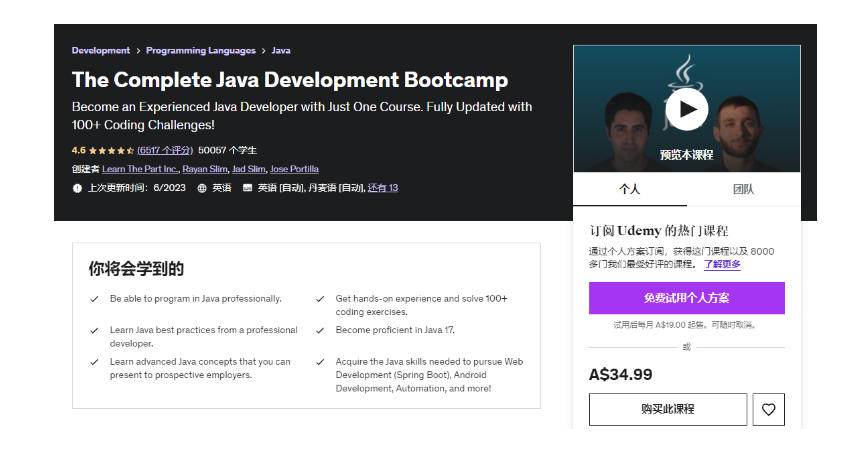 Development > Programming Languages > Java
The Complete Java Development Bootcamp
Become an Experienced Java Developer with Just One Course. Fully Updated with
100+ Coding Challenges!
4.6 ★★★★★ (6517 个评分) 50057 个学生
创建者 Learn The Part Inc., Rayan Slim, Jad Slim, Jose Portilla
上次更新时间：6/2023 英语 英语 [自动], 丹麦语 [自动], 还有 13
预览本课程
个人 团队
订阅 Udemy 的热门课程
通过个人方案订阅，获得这门课程以及 8000
多门我们最受好评的课程。 了解更多
免费试用个人方案
试用后每月 A$19.00 起售。可随时取消。
或
A$34.99
购买此课程
你将会学到的
Be able to program in Java professionally.
Get hands-on experience and solve 100+
coding exercises.
Learn Java best practices from a professional
developer.
Become proficient in Java 17.
Learn advanced Java concepts that you can
present to prospective employers.
Acquire the Java skills needed to pursue Web
Development (Spring Boot), Android
Development, Automation, and more!